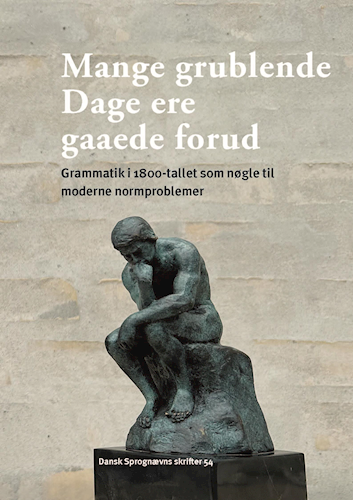 Mange grublende
Dage ere
gaaede forud
Grammatik i 1800-tallet som nøgle til
moderne normproblemer
Dansk Sprognævns skrifter 54